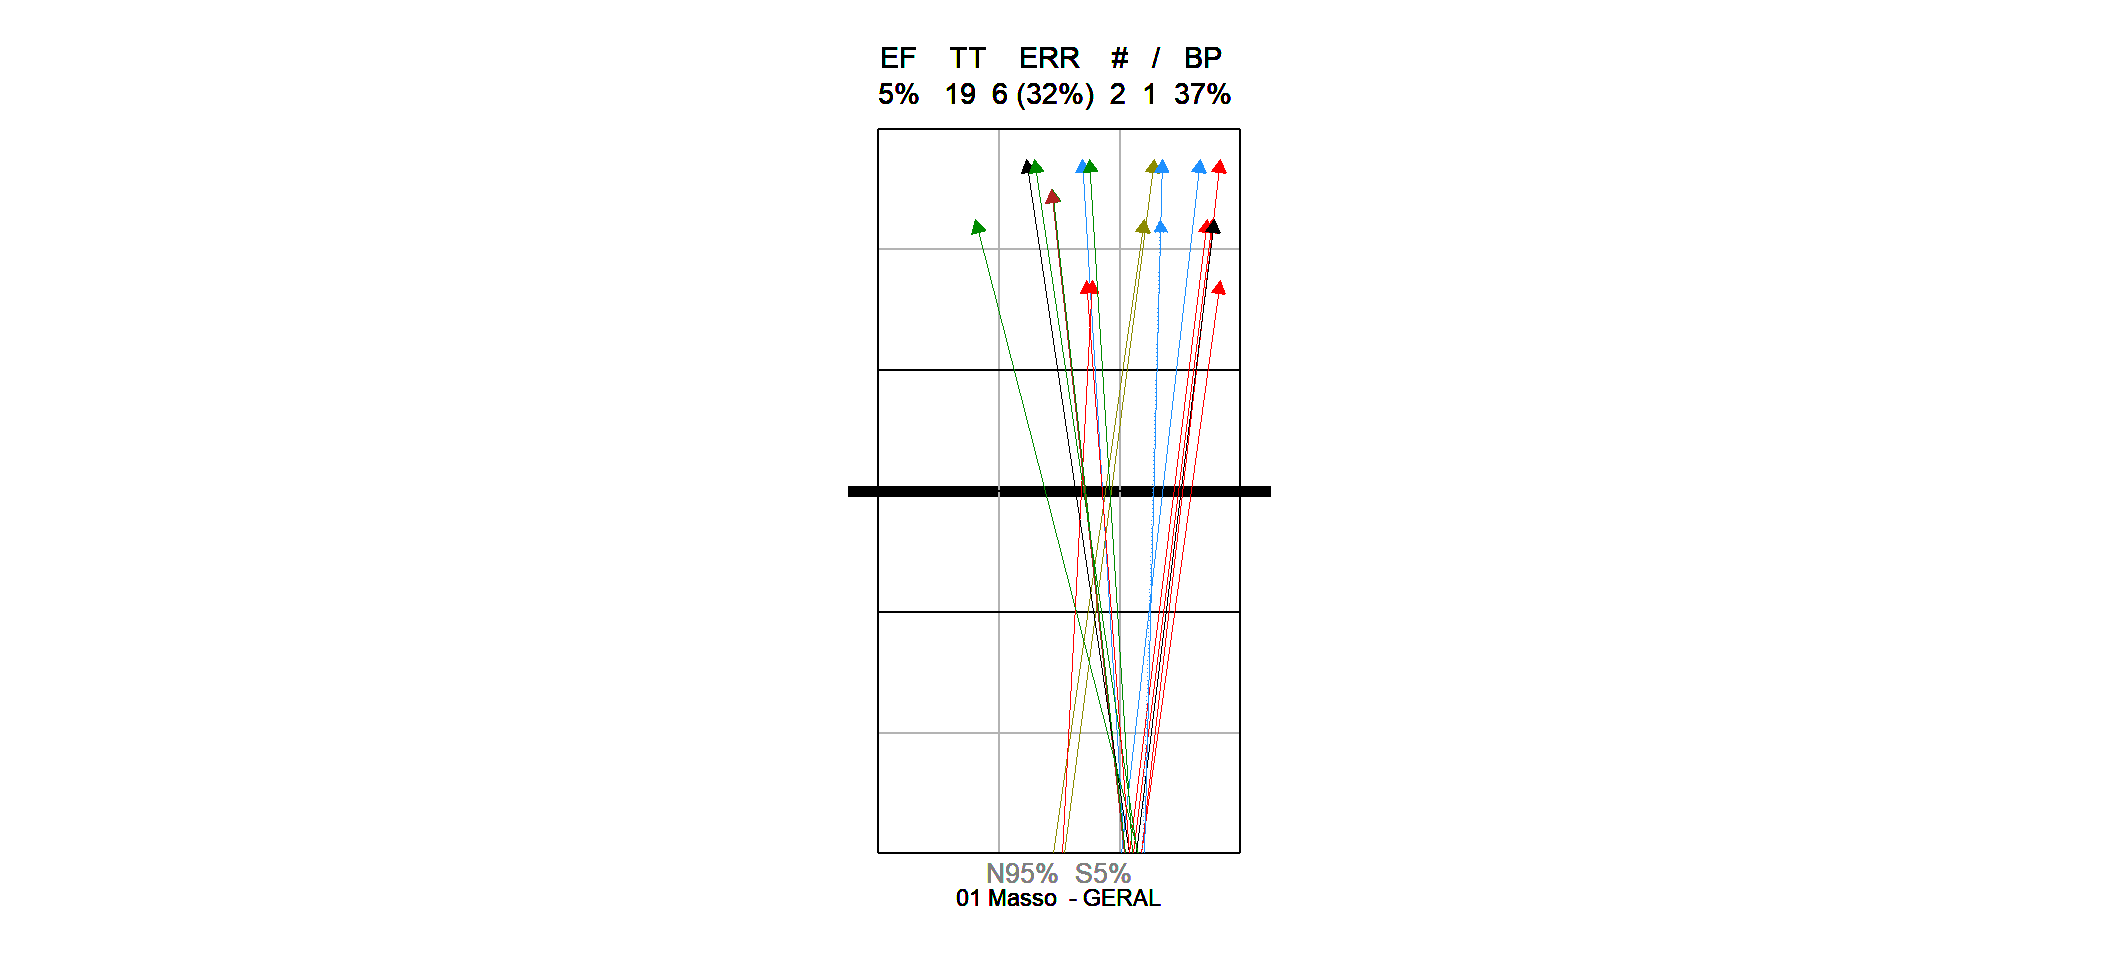 EF TT ERR # / BP
5% 19 6 (32%) 2 1 37%
N95% S5%
01 Masso - GERAL